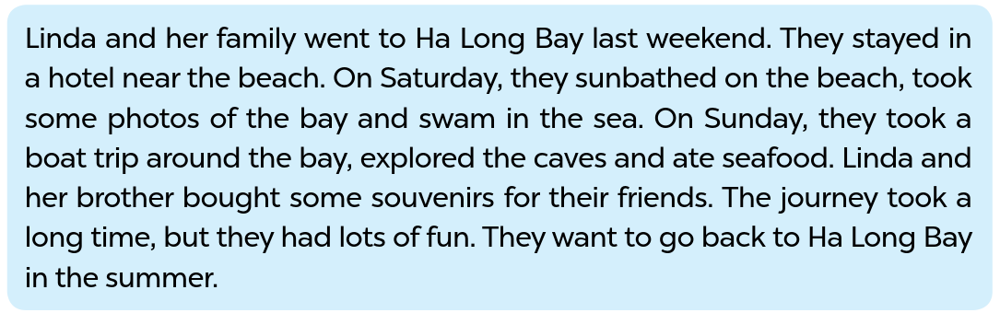 Linda and her family went to Ha Long Bay last weekend. They stayed in
a hotel near the beach. On Saturday, they sunbathed on the beach, took
some photos of the bay and swam in the sea. On Sunday, they took a
boat trip around the bay, explored the caves and ate seafood. Linda and
her brother bought some souvenirs for their friends. The journey took a
long time, but they had lots of fun. They want to go back to Ha Long Bay
in the summer.